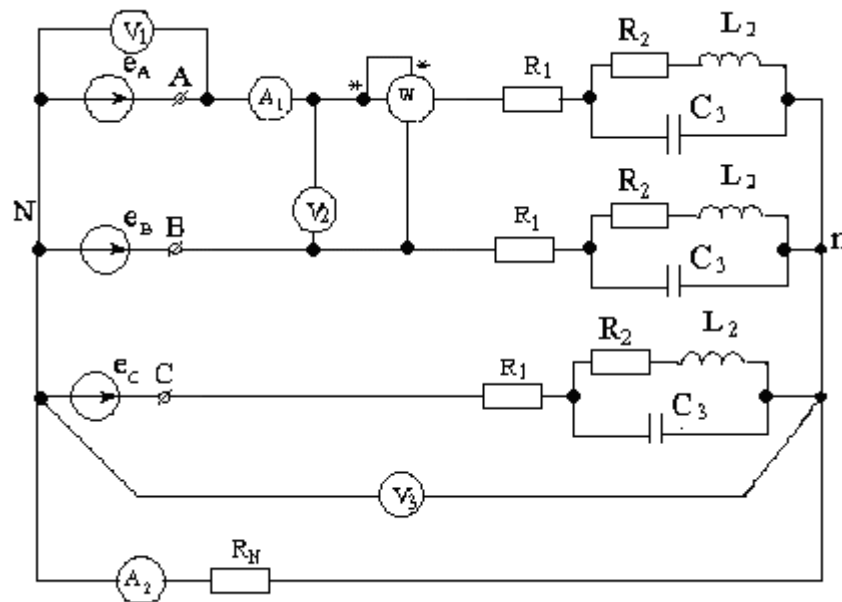 V1
eA A A1 * * W R1 R2 L2 C3
N eB B V2 R1 R2 L2 C3 n
eC C R1 R2 L2 C3
V3
A2 RN